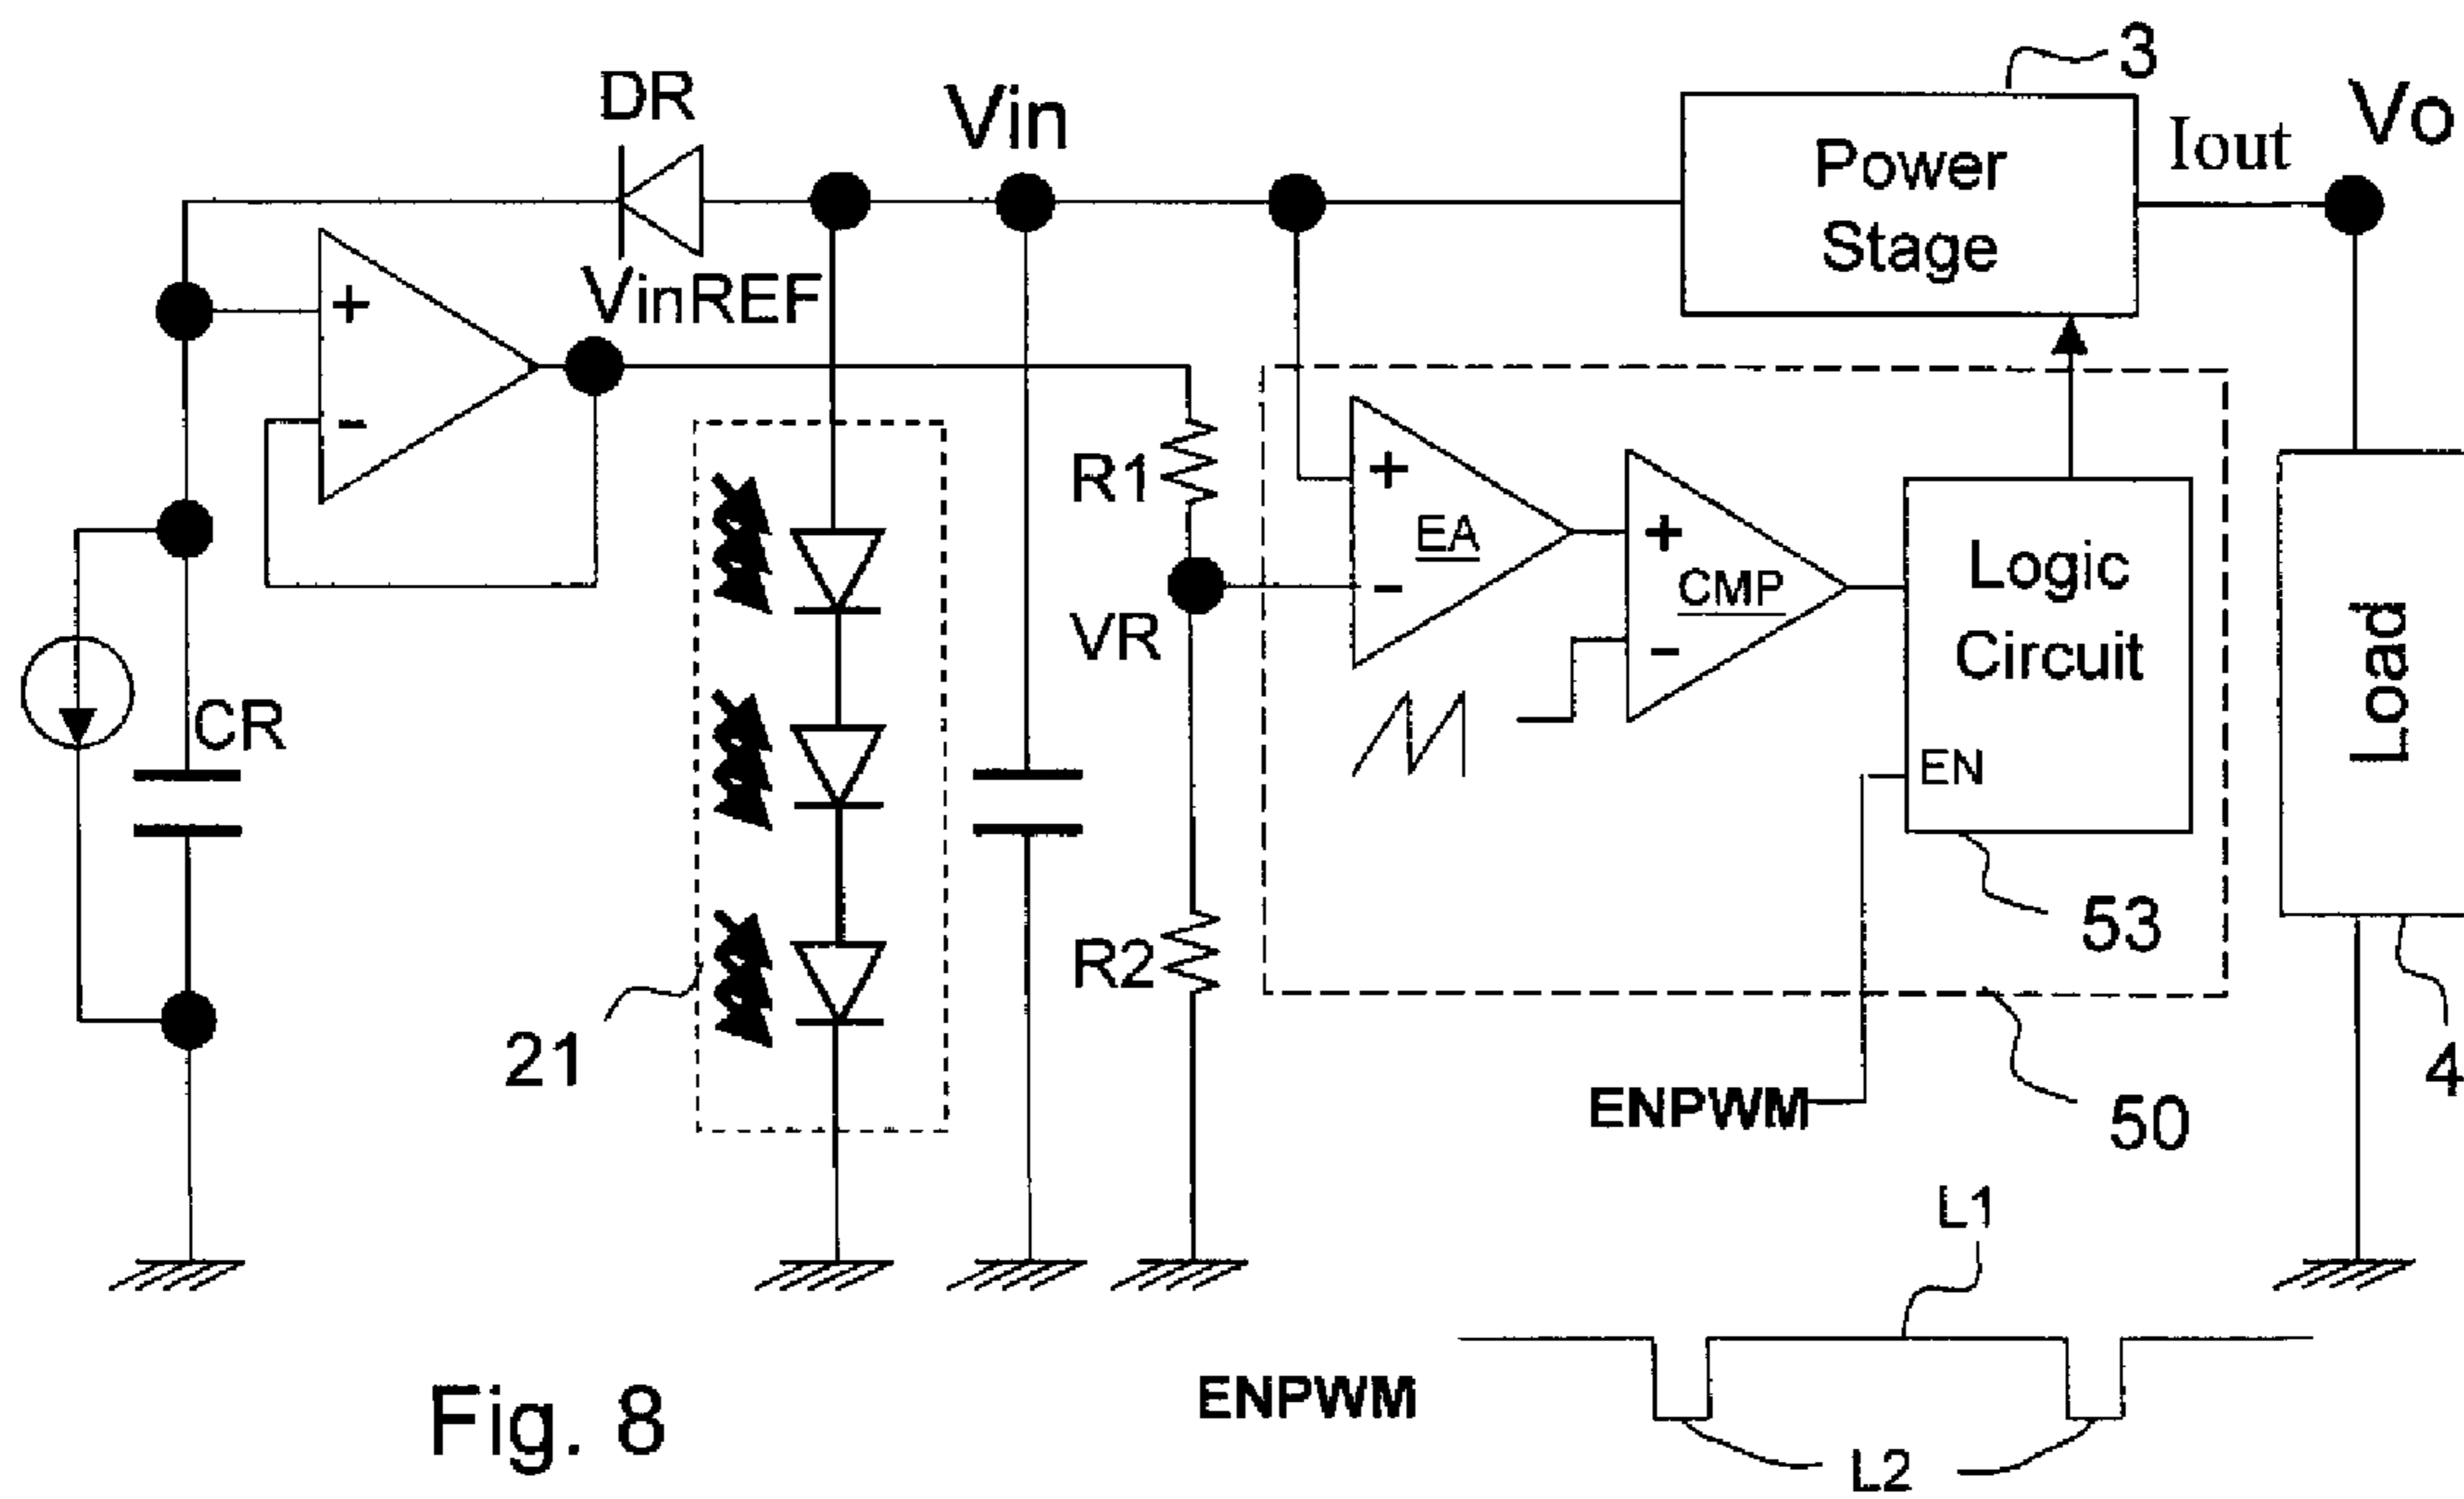 3
DR
Vin
Iout
Vo
Power
Stage
VinREF
+
-
R1
+
EA
-
+
CMP
-
Logic
Circuit
EN
VR
CR
Load
53
R2
21
ENPWM
50
4
L1
ENPWM
L2
Fig. 8